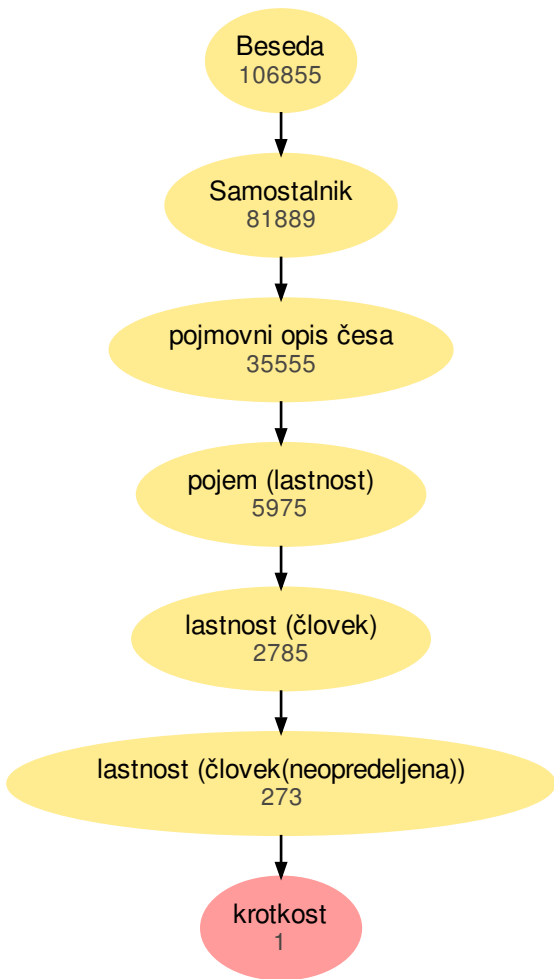 Beseda
106855
Samostalnik
81889
pojmovni opis česa
35555
pojem (lastnost)
5975
lastnost (človek)
2785
lastnost (človek(neopredeljena))
273
krotkost
1